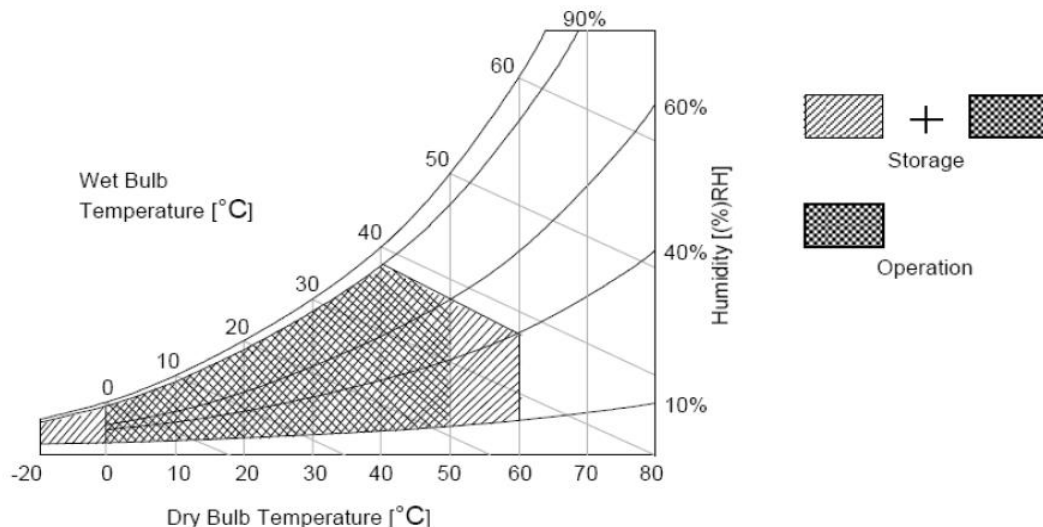 90%
60
60%
50
Wet Bulb
Temperature [°C]
40
30
20
10
0
40%
10%
Humidity [(%)RH]
-20 0 10 20 30 40 50 60 70 80
Dry Bulb Temperature [°C]
+
Storage
Operation